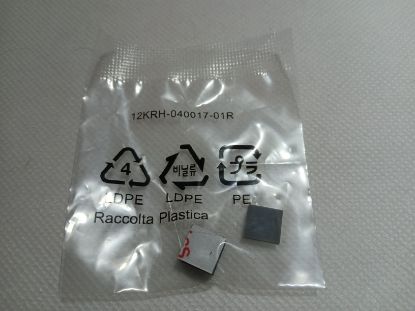 12KRH-040017-01R
4 비닐류
LDPE LDPE PE
Raccolta Plastica